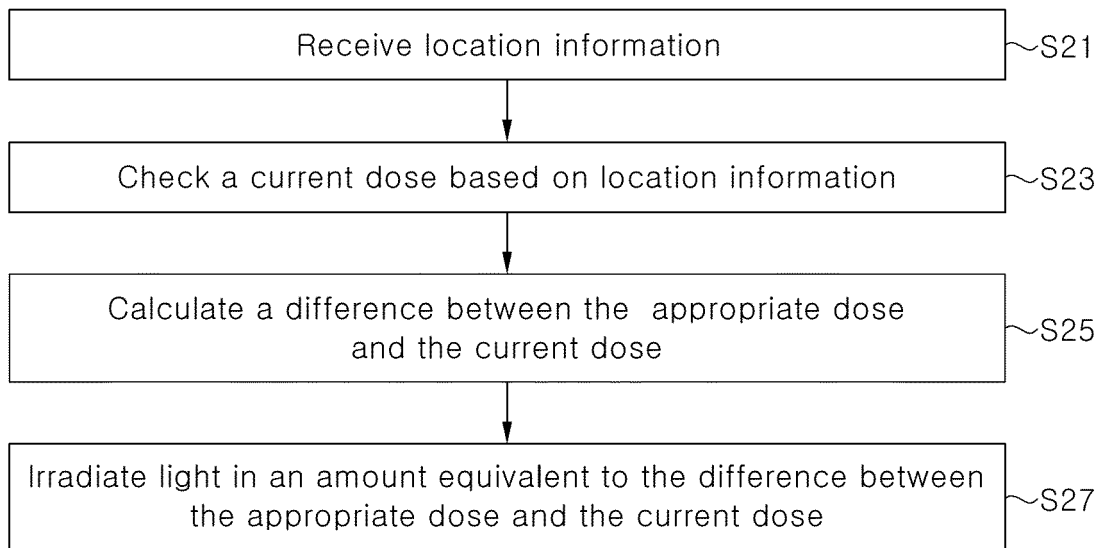 Receive location information
S21
Check a current dose based on location information
S23
Calculate a difference between the appropriate dose
and the current dose
S25
Irradiate light in an amount equivalent to the difference between
the appropriate dose and the current dose
S27